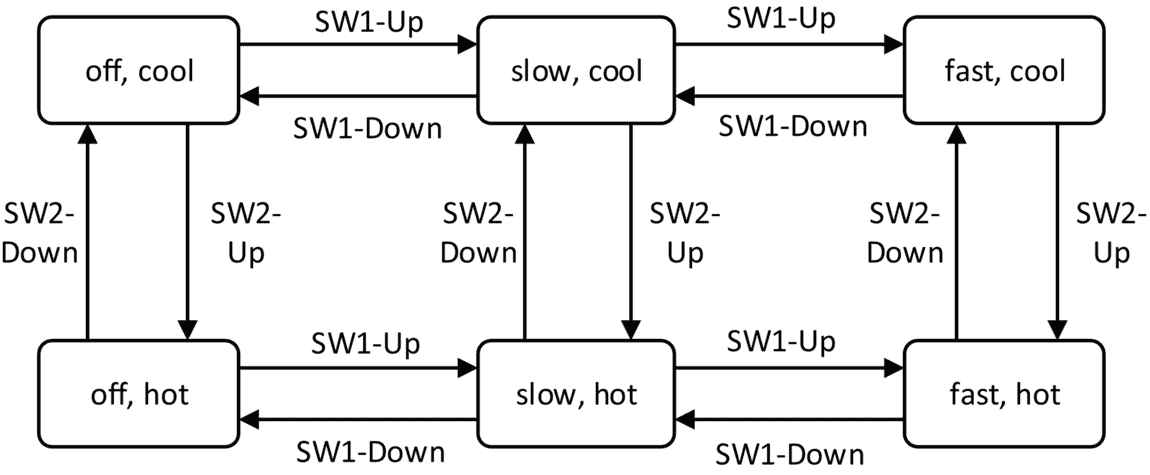 SW1-Up
SW1-Up
off, cool
slow, cool
fast, cool
SW1-Down
SW1-Down
SW2-
Down
SW2-
Up
SW2-
Down
SW2-
Up
SW2-
Down
SW2-
Up
SW1-Up
SW1-Up
off, hot
slow, hot
fast, hot
SW1-Down
SW1-Down